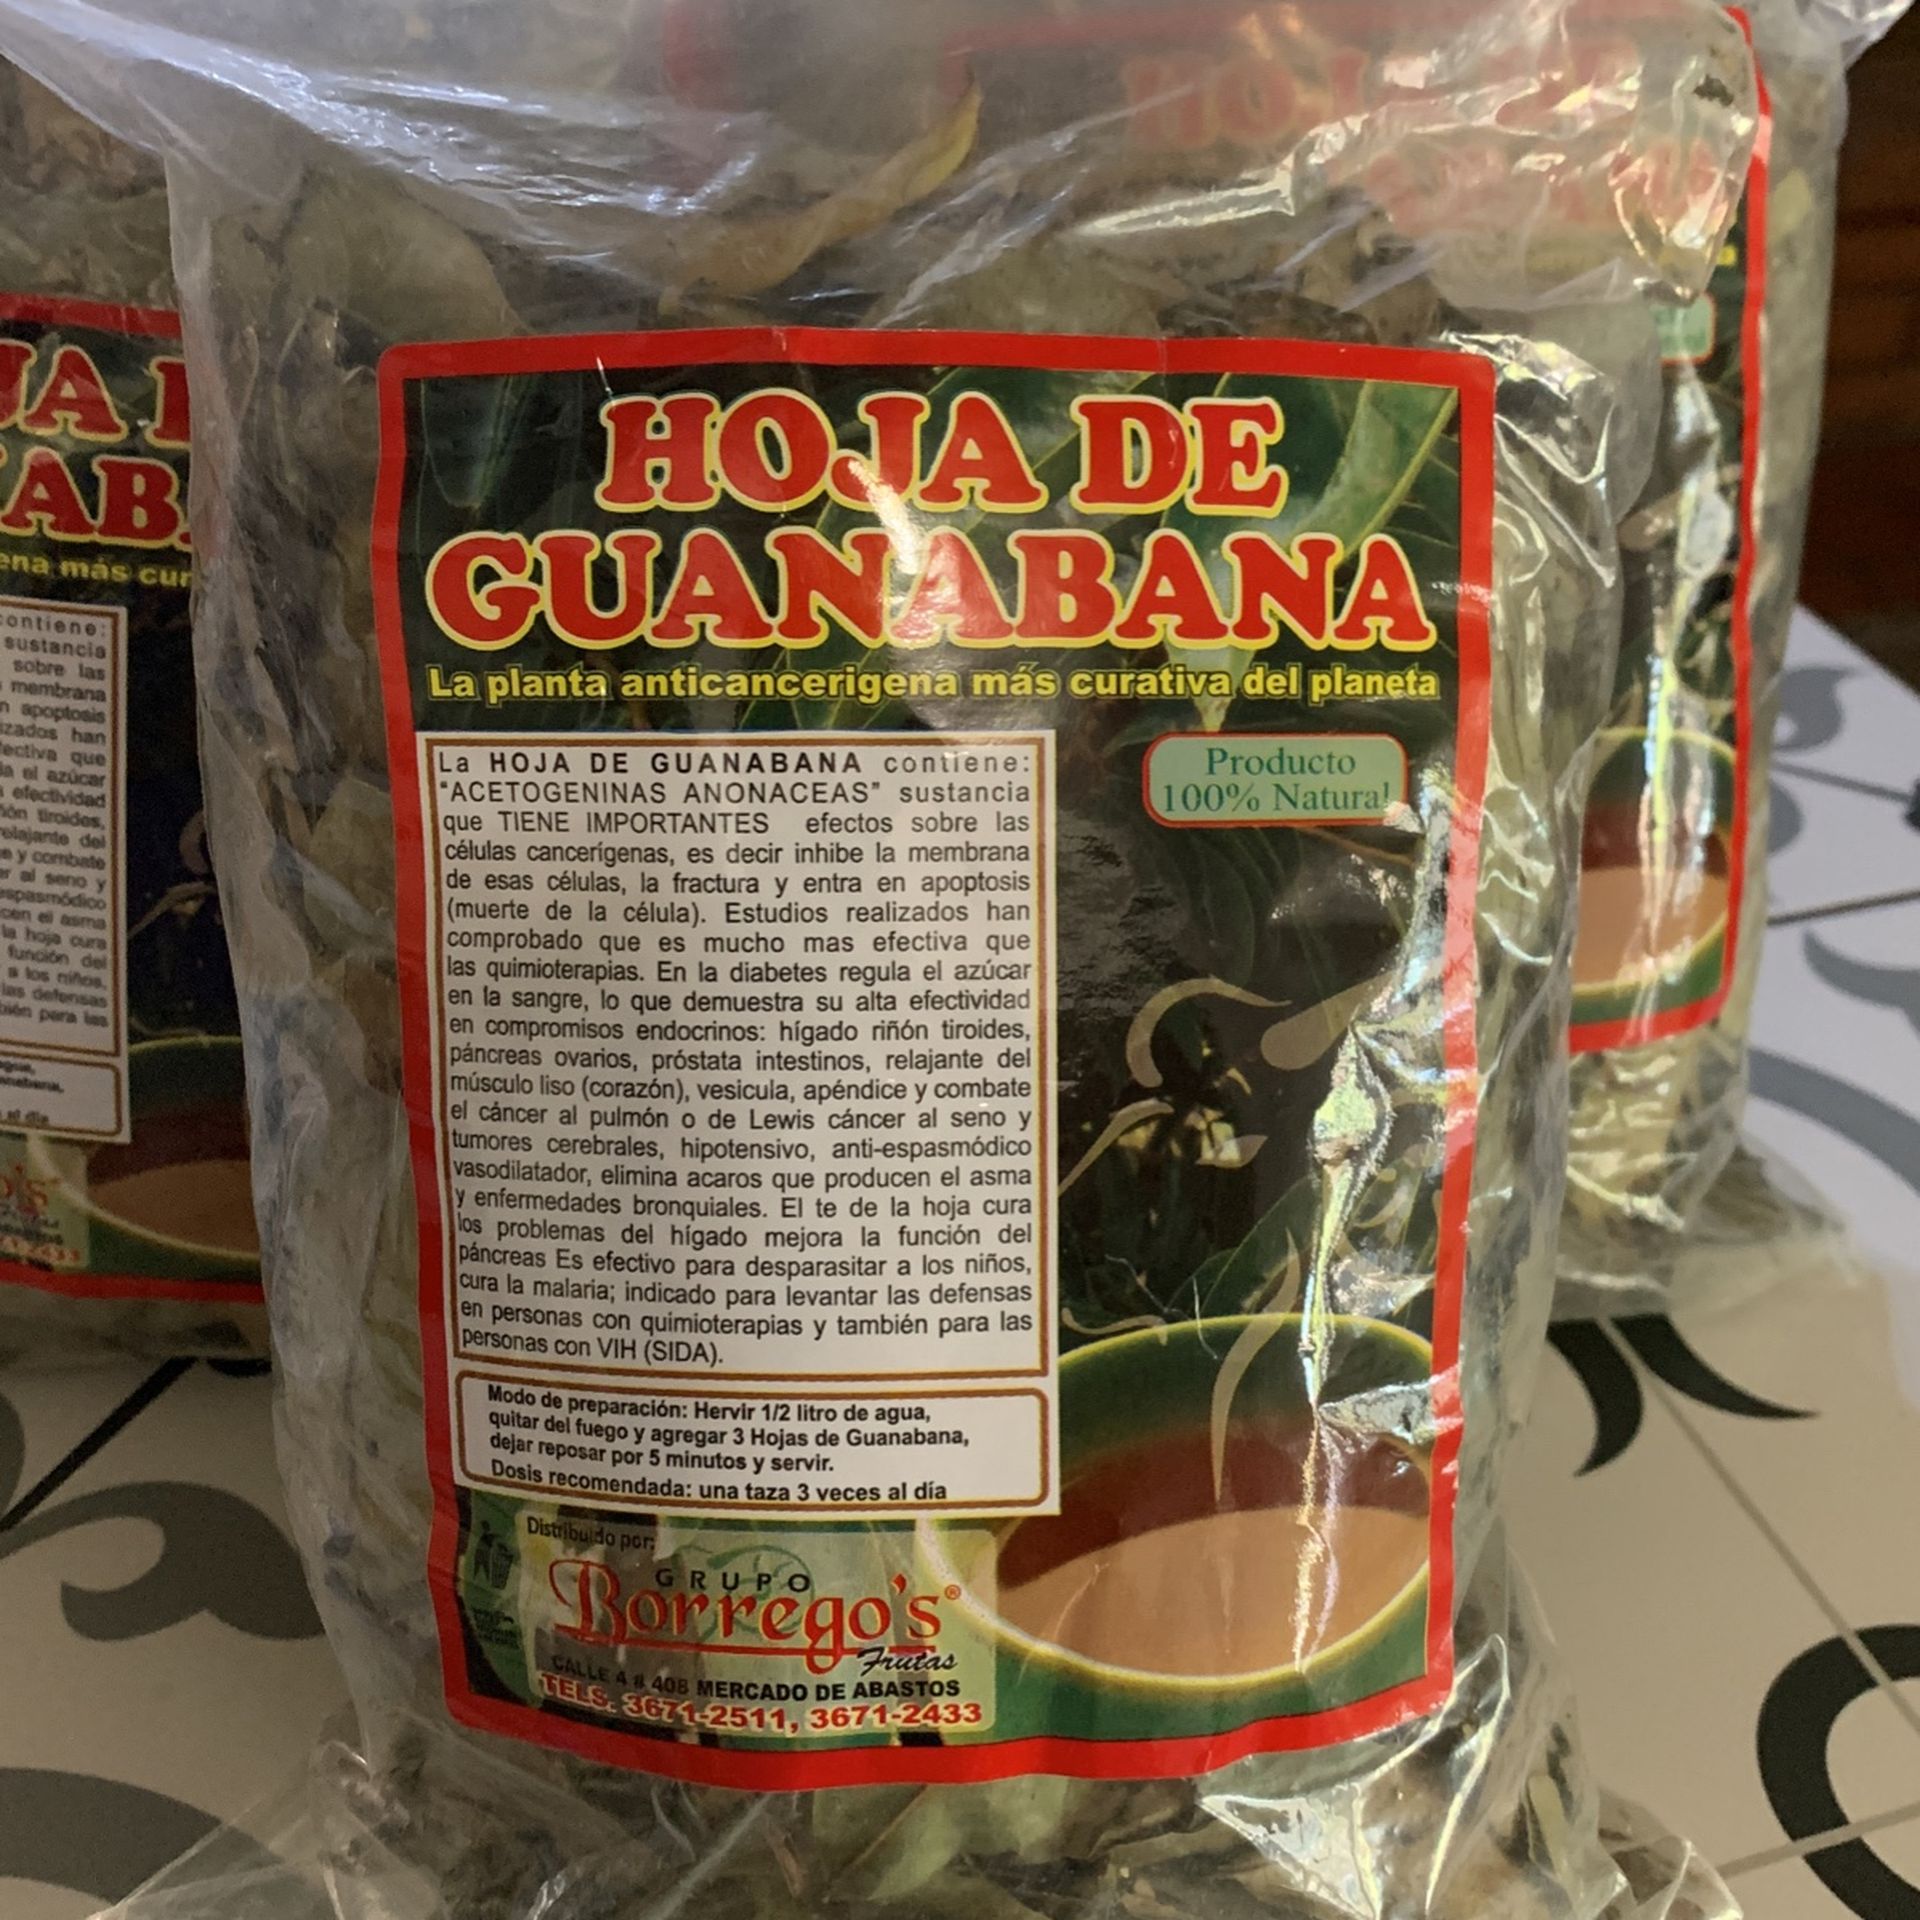 HOJA DE
GUANABANA
La planta anticancerigena más curativa del planeta
Producto
100% Natural
La HOJA DE GUANABANA contiene:
"ACETOGENINAS ANONACEAS" sustancia
que TIENE IMPORTANTES efectos sobre las
células cancerígenas, es decir inhibe la membrana
de esas células, la fractura y entra en apoptosis
(muerte de la célula). Estudios realizados han
comprobado que es mucho mas efectiva que
las quimioterapias. En la diabetes regula el azúcar
en la sangre, lo que demuestra su alta efectividad
en compromisos endocrinos: hígado riñón tiroides,
páncreas ovarios, próstata intestinos, relajante del
músculo liso (corazón), vesicula, apéndice y combate
el cáncer al pulmón o de Lewis cáncer al seno y
tumores cerebrales, hipotensivo, anti-espasmódico
vasodilatador, elimina acaros que producen el asma
y enfermedades bronquiales. El te de la hoja cura
los problemas del hígado mejora la función del
páncreas Es efectivo para desparasitar a los niños,
cura la malaria; indicado para levantar las defensas
en personas con quimioterapias y también para las
personas con VIH (SIDA).
Modo de preparación: Hervir 1/2 litro de agua,
quitar del fuego y agregar 3 Hojas de Guanabana,
dejar reposar por 5 minutos y servir.
Dosis recomendada: una taza 3 veces al día
Distribuido por:
GRUPO
Borrego's®
Frutas
CALLE 4 # 408 MERCADO DE ABASTOS
TELS. 3671-2511, 3671-2433